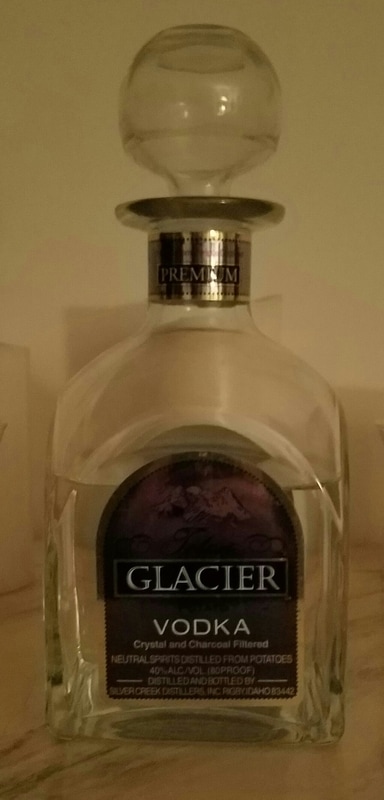 PREMIUM
GLACIER
VODKA
Crystal and Charcoal Filtered
NEUTRAL SPIRITS DISTILLED FROM POTATOES
40% ALC./VOL. (80 PROOF)
DISTILLED AND BOTTLED BY
SILVER CREEK DISTILLERS, INC. RIGBY, IDAHO 83442